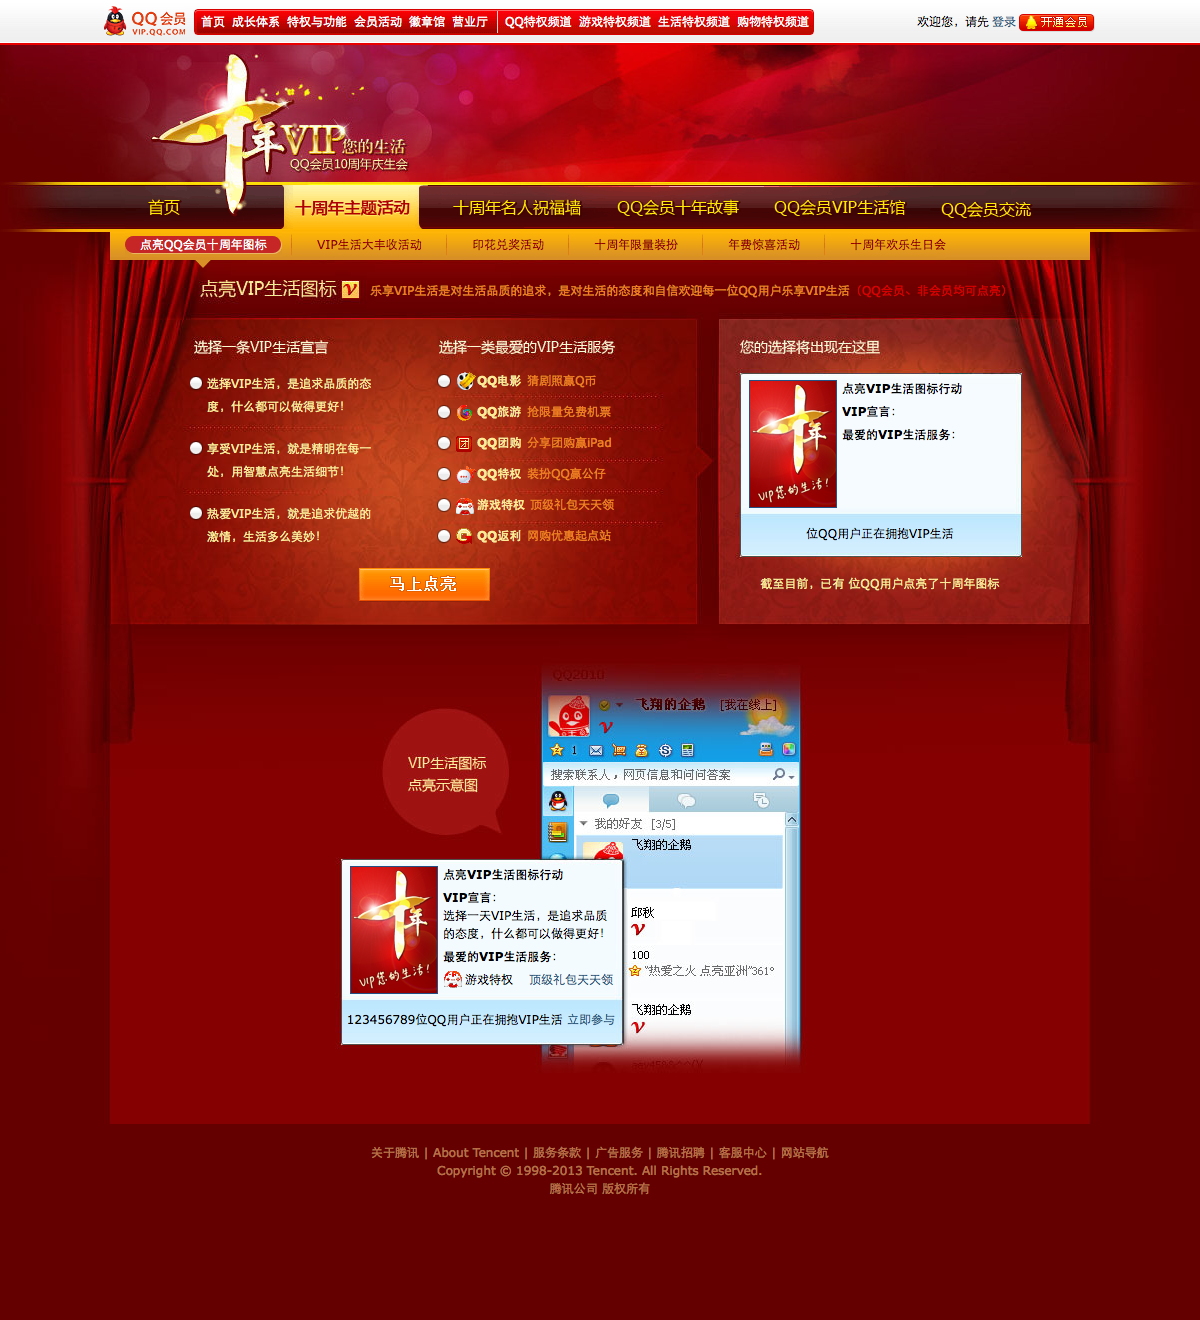 QQ会员
VIP.QQ.COM
首页 成长体系 特权与功能 会员活动 徽章馆 营业厅 QQ特权频道 游戏特权频道 生活特权频道 购物特权频道
欢迎您，请先 登录 开通会员
十年VIP您的生活
QQ会员10周年庆生会
首页 十周年主题活动 十周年名人祝福墙 QQ会员十年故事 QQ会员VIP生活馆 QQ会员交流
点亮QQ会员十周年图标 VIP生活大丰收活动 印花兑奖活动 十周年限量装扮 年费惊喜活动 十周年欢乐生日会
点亮VIP生活图标 V 乐享VIP生活是对生活品质的追求，是对生活的态度和自信欢迎每一位QQ用户乐享VIP生活（QQ会员、非会员均可点亮）
选择一条VIP生活宣言
选择VIP生活，是追求品质的态
度，什么都可以做得更好！
享受VIP生活，就是精明在每一
处，用智慧点亮生活细节！
热爱VIP生活，就是追求优越的
激情，生活多么美妙！
选择一类最爱的VIP生活服务
QQ电影 猜剧照赢Q币
QQ旅游 抢限量免费机票
QQ团购 分享团购赢iPad
QQ特权 装扮QQ赢公仔
游戏特权 顶级礼包天天领
QQ返利 网购优惠起点站
马上点亮
您的选择将出现在这里
十年
VIP您的生活！
点亮VIP生活图标行动
VIP宣言：
最爱的VIP生活服务：
位QQ用户正在拥抱VIP生活
截至目前，已有 位QQ用户点亮了十周年图标
VIP生活图标
点亮示意图
QQ2010
飞翔的企鹅 [我在线上]
V
1
搜索联系人，网页信息和问问答案
我的好友 [3/5]
飞翔的企鹅
邱秋
V
100
“热爱之火 点亮亚洲”361°
飞翔的企鹅
V
十年
VIP您的生活！
点亮VIP生活图标行动
VIP宣言：
选择一天VIP生活，是追求品质
的态度，什么都可以做得更好！
最爱的VIP生活服务：
游戏特权 顶级礼包天天领
123456789位QQ用户正在拥抱VIP生活 立即参与
关于腾讯 | About Tencent | 服务条款 | 广告服务 | 腾讯招聘 | 客服中心 | 网站导航
Copyright © 1998-2013 Tencent. All Rights Reserved.
腾讯公司 版权所有